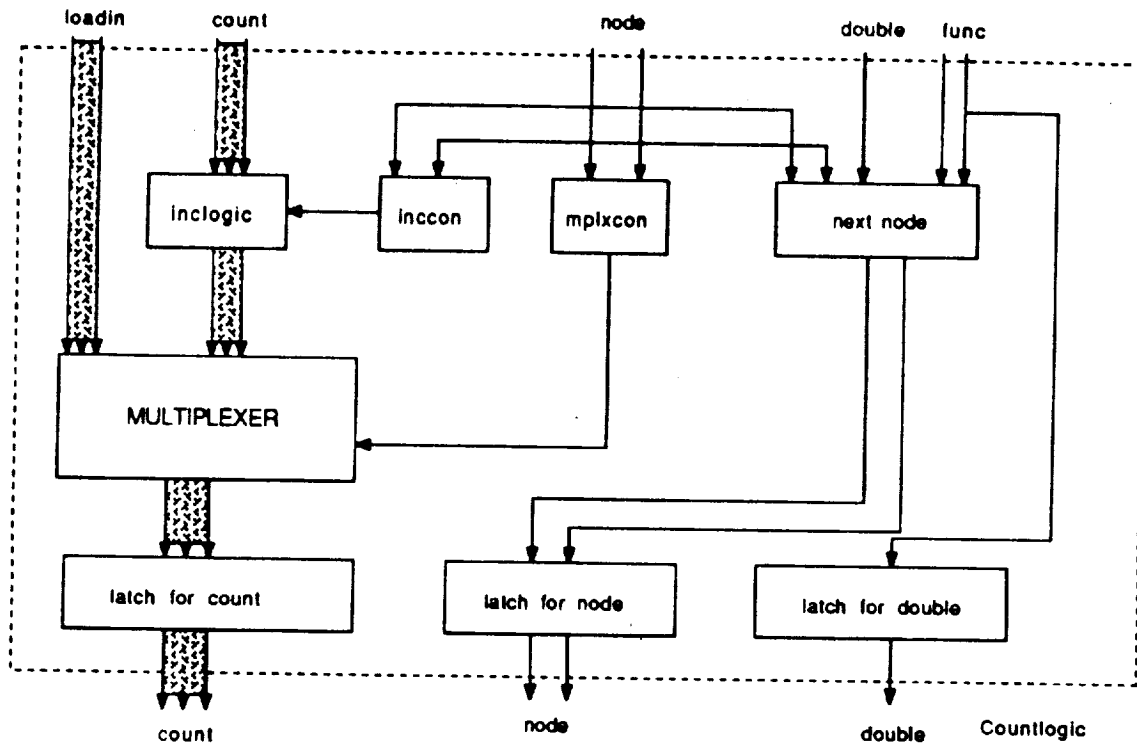 loadin count node double func
inclogic inccon mplxcon next node
MULTIPLEXER
latch for count latch for node latch for double
count node double Countlogic